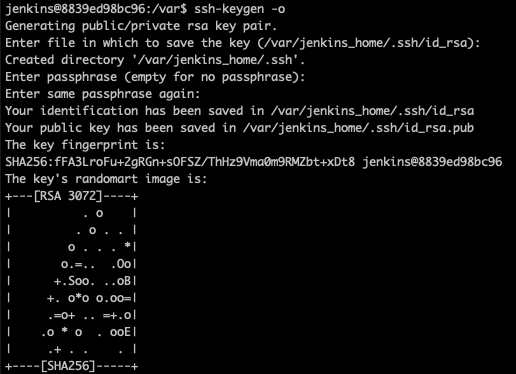 jenkins@8839ed98bc96:/var$ ssh-keygen -o
Generating public/private rsa key pair.
Enter file in which to save the key (/var/jenkins_home/.ssh/id_rsa):
Created directory '/var/jenkins_home/.ssh'.
Enter passphrase (empty for no passphrase):
Enter same passphrase again:
Your identification has been saved in /var/jenkins_home/.ssh/id_rsa
Your public key has been saved in /var/jenkins_home/.ssh/id_rsa.pub
The key fingerprint is:
SHA256:fFA3LroFu+2gRGn+sOFSZ/ThHz9Vma0m9RMZbt+xDt8 jenkins@8839ed98bc96
The key's randomart image is:
+---[RSA 3072]----+
|          . o    |
|         . o . . |
|        o . . . *|
|       o.=..  .Oo|
|      +.Soo. ..oB|
|     +. o*o o.oo=|
|     .=o+ .. =+.o|
|    .o * o  . ooE|
|     .+ . .    . |
+----[SHA256]-----+